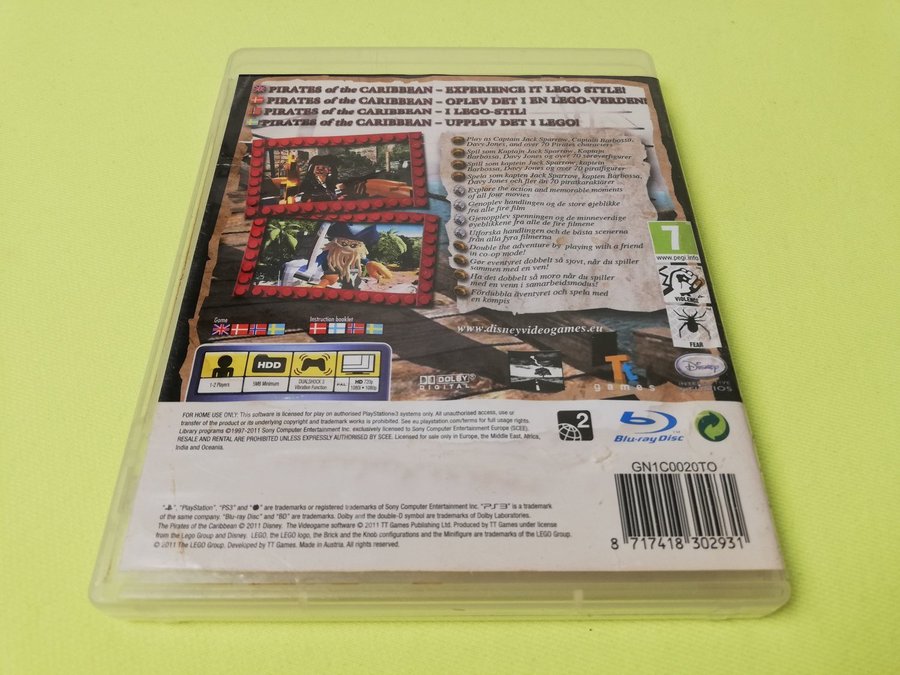 PIRATES of the CARIBBEAN – EXPERIENCE IT LEGO STYLE!
PIRATES of the CARIBBEAN – OPLEV DET I EN LEGO-VERDEN!
PIRATES of the CARIBBEAN – I LEGO-STIL!
PIRATES of the CARIBBEAN – UPPLEV DET I LEGO!
Play as Captain Jack Sparrow, Captain Barbossa,
Davy Jones, and over 70 Pirates characters
Spil som Kaptajn Jack Sparrow, Kaptajn
Barbossa, Davy Jones og over 70 sørøverfigurer
Spill som kaptein Jack Sparrow, kaptein
Barbossa, Davy Jones og over 70 piratfigurer
Spela som kapten Jack Sparrow, kapten Barbossa,
Davy Jones och fler än 70 piratkaraktärer
Explore the action and memorable moments
of all four movies
Genoplev handlingen og de store øjeblikke
fra alle fire film
Gjenopplev spenningen og de minneverdige
øyeblikkene fra alle de fire filmene
Utforska handlingen och de bästa scenerna
från alla fyra filmerna
Double the adventure by playing with a friend
in co-op mode!
Gør eventyret dobbelt så sjovt, når du spiller
sammen med en ven!
Ha det dobbelt så moro når du spiller
med en venn i samarbeidsmodus!
Fördubbla äventyret och spela med
en kompis
7
www.pegi.info
VIOLENCE
FEAR
Game
Instruction booklet
www.disneyvideogames.eu
1-2 Players
HDD
5MB Minimum
DUALSHOCK 3
Vibration Function
PAL
HD 720p
1080i • 1080p
DOLBY
DIGITAL
TT
games
Disney
INTERACTIVE
STUDIOS
FOR HOME USE ONLY: This software is licensed for play on authorised PlayStation®3 systems only. All unauthorised access, use or
transfer of the product or its underlying copyright and trademark works is prohibited. See eu.playstation.com/terms for full usage rights.
Library programs ©1997-2011 Sony Computer Entertainment Inc. exclusively licensed to Sony Computer Entertainment Europe (SCEE).
RESALE AND RENTAL ARE PROHIBITED UNLESS EXPRESSLY AUTHORISED BY SCEE. Licensed for sale only in Europe, the Middle East, Africa,
India and Oceania.
2
Blu-ray Disc
GN1C0020TO
8 717418 302931
" ", "PlayStation", "PS3" and " " are trademarks or registered trademarks of Sony Computer Entertainment Inc. "PS3" is a trademark
of the same company. "Blu-ray Disc" and "BD" are trademarks. Dolby and the double-D symbol are trademarks of Dolby Laboratories.
The Pirates of the Caribbean © 2011 Disney. The Videogame software © 2011 TT Games Publishing Ltd. Produced by TT Games under license
from the Lego Group and Disney. LEGO, the LEGO logo, the Brick and the Knob configurations and the Minifigure are trademarks of the LEGO Group.
© 2011 The LEGO Group. Developed by TT Games. Made in Austria. All rights reserved.